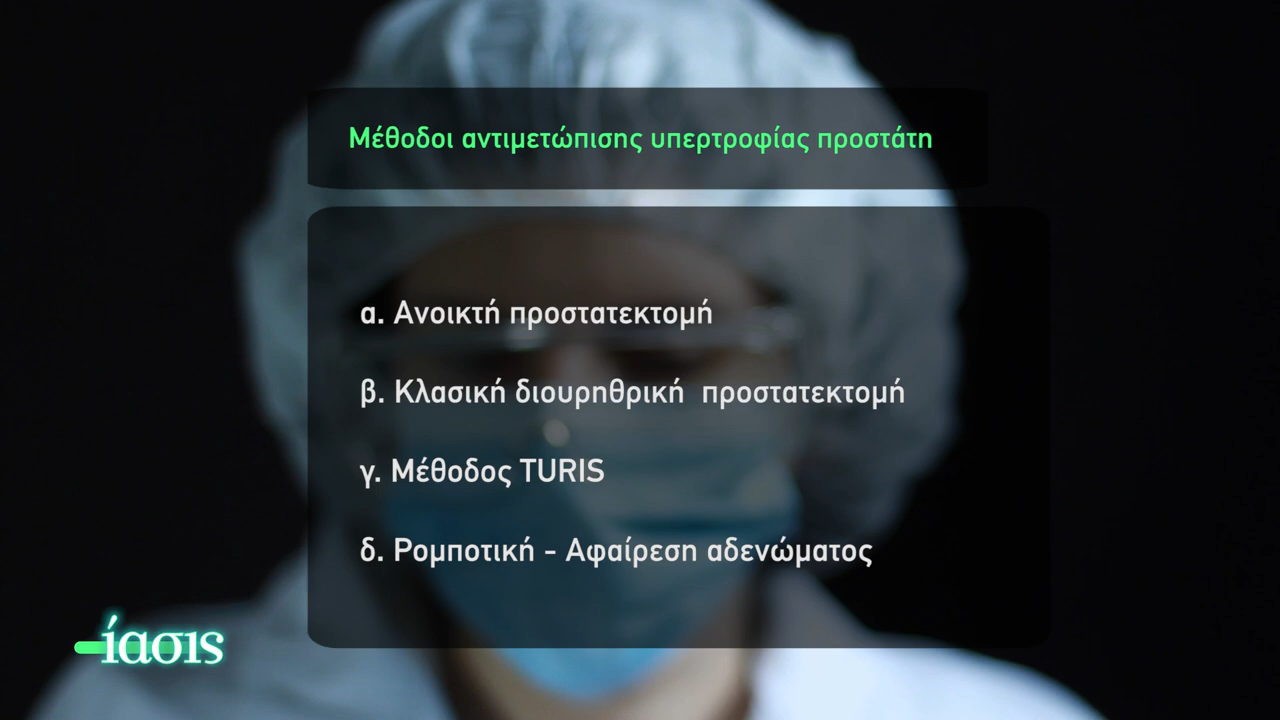 Μέθοδοι αντιμετώπισης υπερτροφίας προστάτη
α. Ανοικτή προστατεκτομή
β. Κλασική διουρηθρική προστατεκτομή
γ. Μέθοδος TURIS
δ. Ρομποτική - Αφαίρεση αδενώματος
ίασις